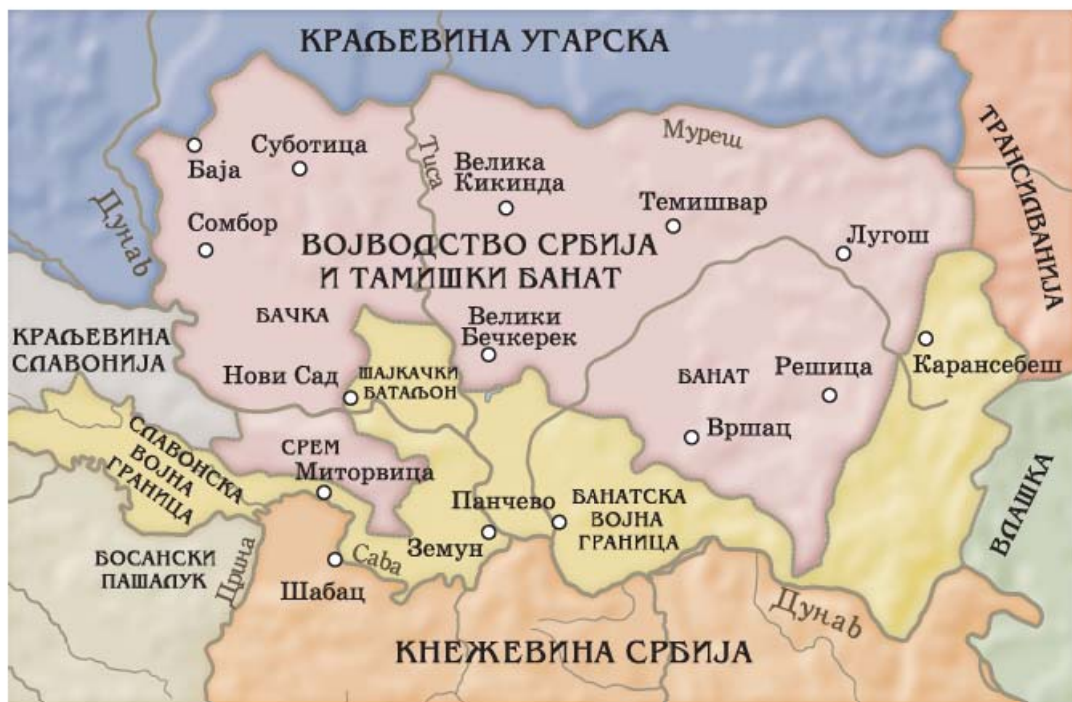 КРАЉЕВИНА УГАРСКА
ТРАНСИЛВАНИЈА
Муреш
Суботица
Баја
Тиса
Велика
Кикинда
Темишвар
Дунав
Сомбор
Лугош
ВОЈВОДСТВО СРБИЈА
И ТАМИШКИ БАНАТ
БАЧКА
КРАЉЕВИНА
СЛАВОНИЈА
Велики
Бечкерек
Нови Сад
ШАЈКАЧКИ
БАТАЉОН
БАНАТ
Решица
Карансебеш
Вршац
СРЕМ
Миторвица
СЛАВОНСКА
ВОЈНА
ГРАНИЦА
Панчево
БАНАТСКА
ВОЈНА
ГРАНИЦА
ВЛАШКА
Земун
Сава
БОСАНСКИ
ПАШАЛУК
Дрина
Шабац
Дунав
КНЕЖЕВИНА СРБИЈА